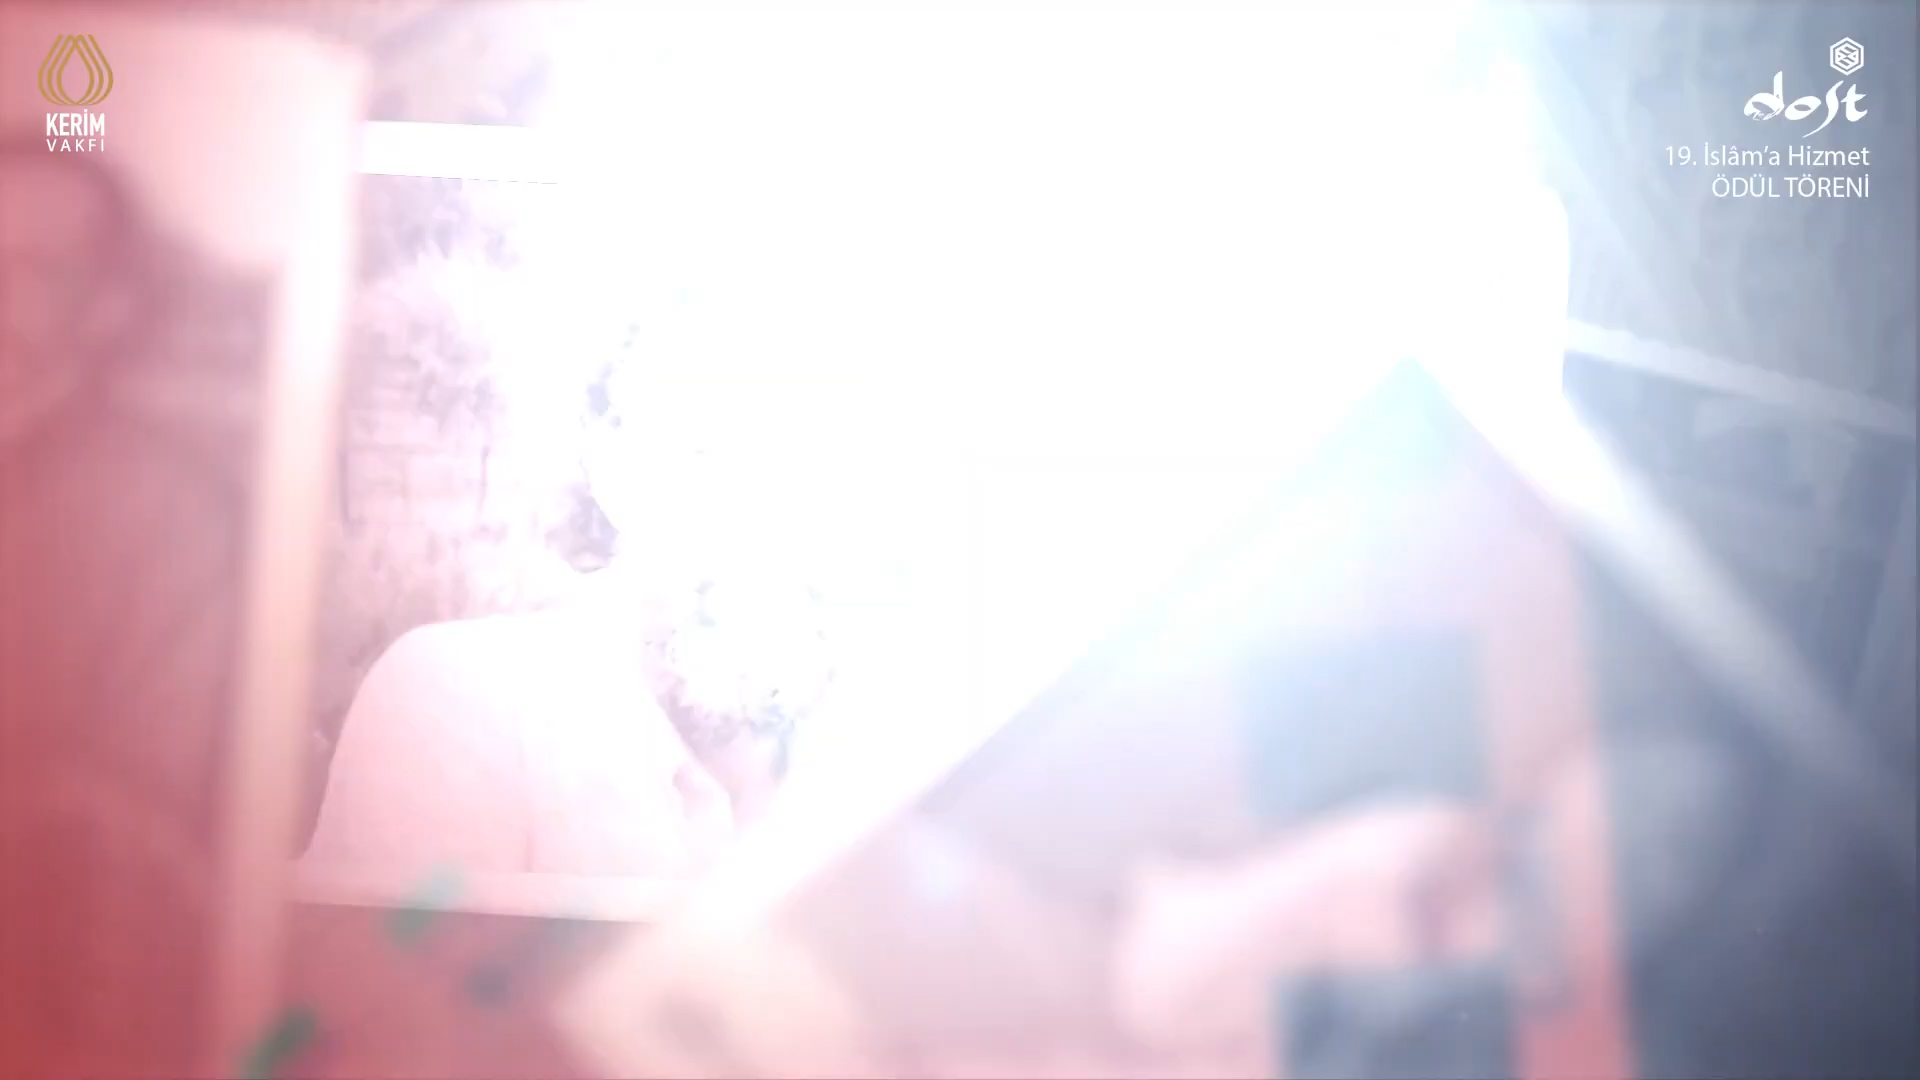 KERİM
VAKFI
dost
19. İslâm'a Hizmet
ÖDÜL TÖRENİ